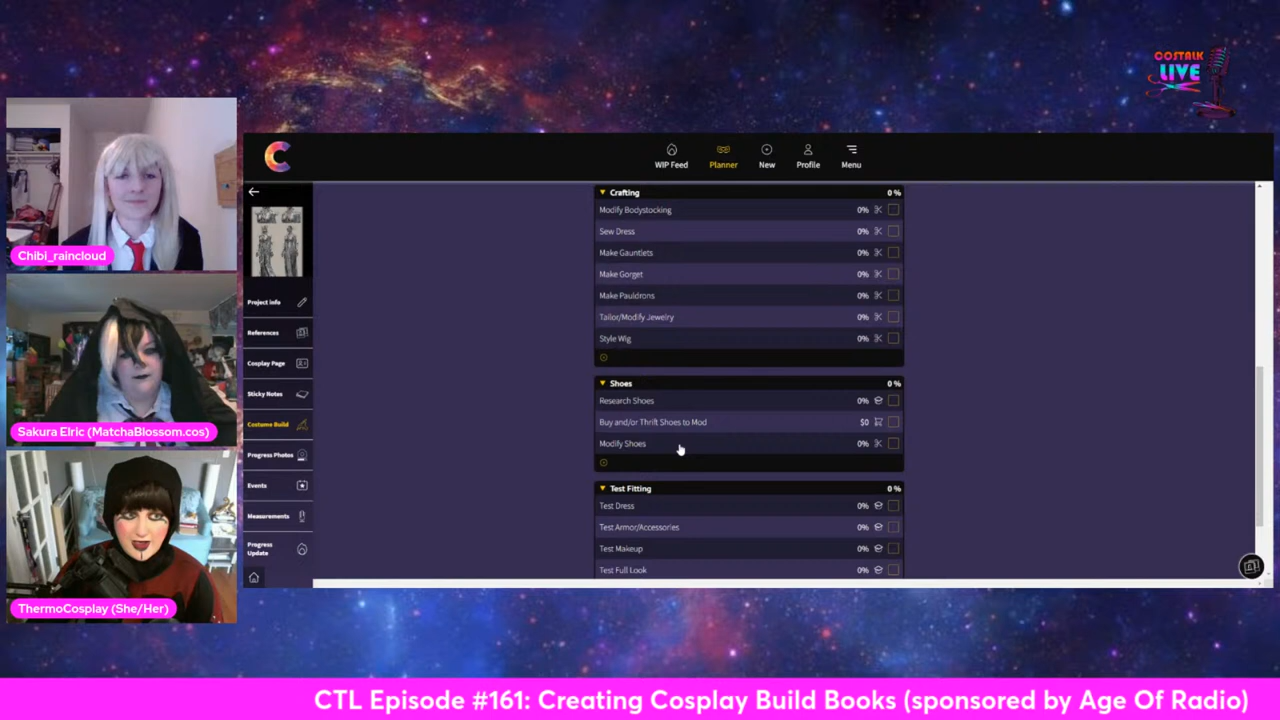 COSTALK
LIVE
WIP Feed
Planner
New
Profile
Menu
Chibi_raincloud
Sakura Elric (MatchaBlossom.cos)
ThermoCosplay (She/Her)
Project info
References
Cosplay Page
Sticky Notes
Costume Build
Progress Photos
Events
Measurements
Progress
Update
Crafting 0 %
Modify Bodystocking 0%
Sew Dress 0%
Make Gauntlets 0%
Make Gorget 0%
Make Pauldrons 0%
Tailor/Modify Jewelry 0%
Style Wig 0%
Shoes 0 %
Research Shoes 0%
Buy and/or Thrift Shoes to Mod $0
Modify Shoes 0%
Test Fitting 0 %
Test Dress 0%
Test Armor/Accessories 0%
Test Makeup 0%
Test Full Look 0%
CTL Episode #161: Creating Cosplay Build Books (sponsored by Age Of Radio)